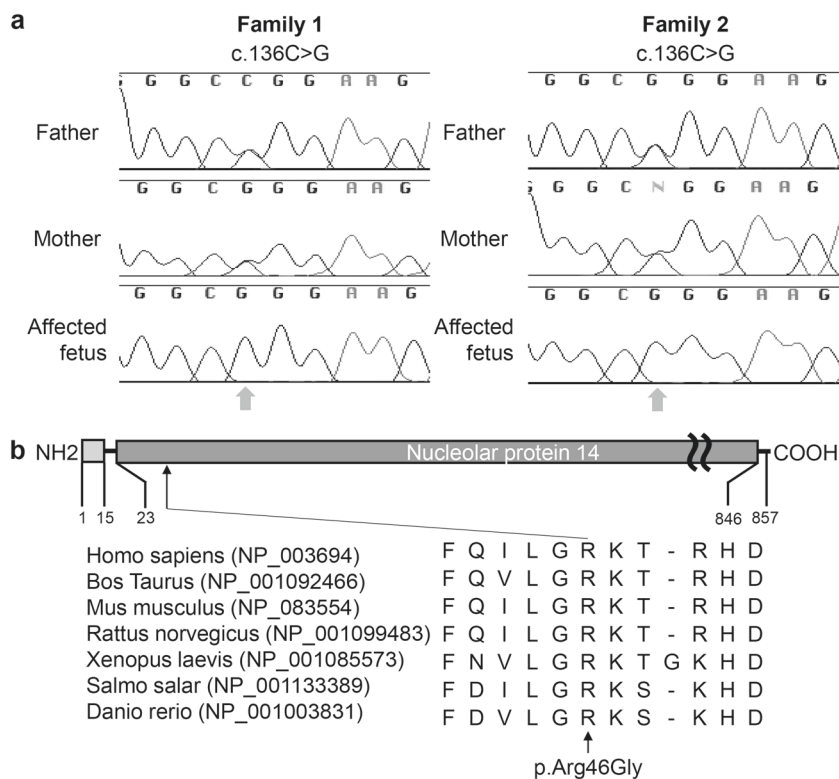 a
Family 1
c.136C>G
G G C C G G A A G
Father
G G C G G G A A G
Mother
G G C G G G A A G
Affected
fetus
Family 2
c.136C>G
G G C G G G A A G
Father
G G G C N G G A A G
Mother
G G C G G G A A G
Affected
fetus
b
NH2 Nucleolar protein 14 COOH
1 15 23 846 857
Homo sapiens (NP_003694) F Q I L G R K T - R H D
Bos Taurus (NP_001092466) F Q V L G R K T - R H D
Mus musculus (NP_083554) F Q I L G R K T - R H D
Rattus norvegicus (NP_001099483) F Q I L G R K T - R H D
Xenopus laevis (NP_001085573) F N V L G R K T G K H D
Salmo salar (NP_001133389) F D I L G R K S - K H D
Danio rerio (NP_001003831) F D V L G R K S - K H D
p.Arg46Gly